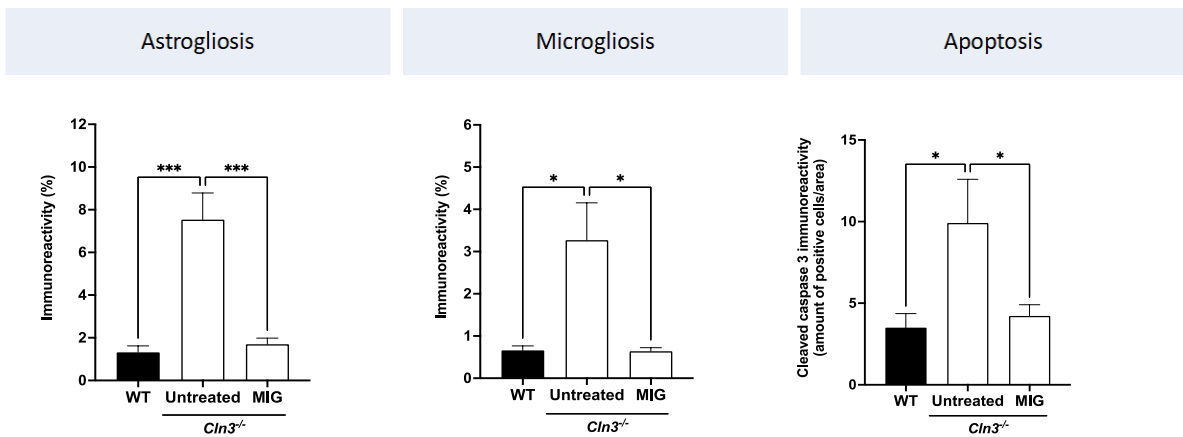 Astrogliosis
Microgliosis
Apoptosis
Immunoreactivity (%)
12
10
8
6
4
2
0
***
***
WT
Untreated
MIG
Cln3-/-
Immunoreactivity (%)
6
5
4
3
2
1
0
*
*
WT
Untreated
MIG
Cln3-/-
Cleaved caspase 3 immunoreactivity
(amount of positive cells/area)
15
10
5
0
*
*
WT
Untreated
MIG
Cln3-/-